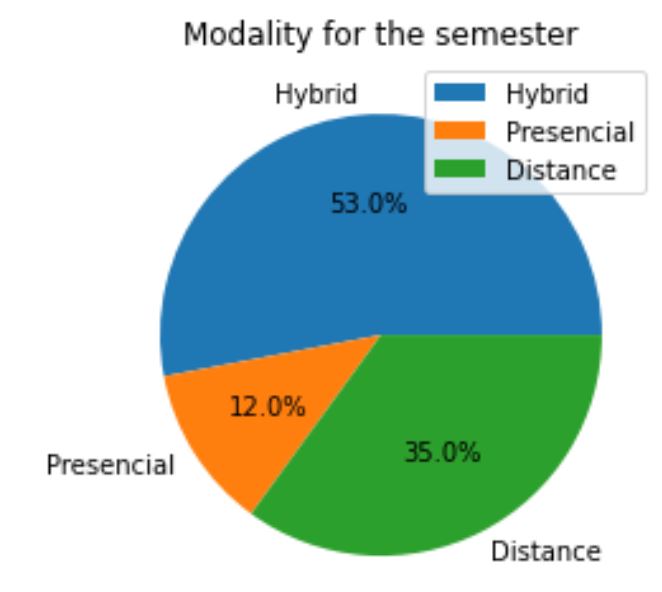 Modality for the semester
Hybrid
Hybrid
Presencial
Distance
53.0%
12.0%
Presencial
35.0%
Distance